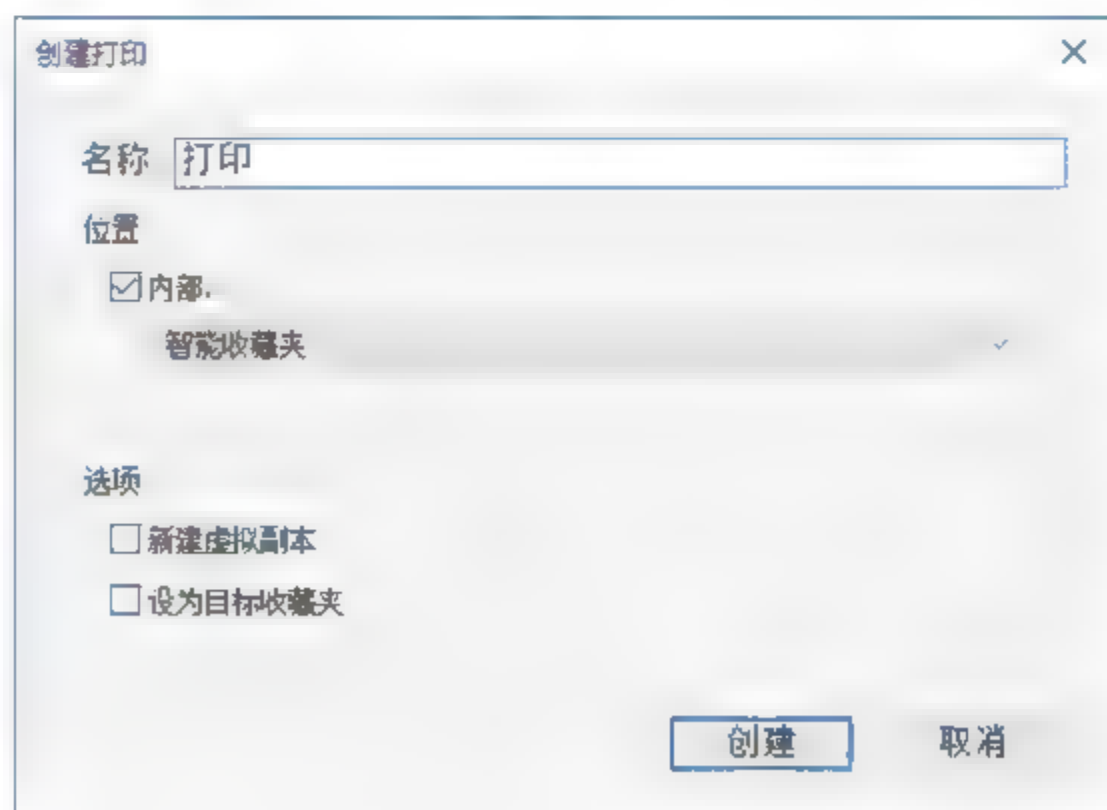 创建打印
名称 打印
位置
内部.
智能收藏夹
选项
新建虚拟副本
设为目标收藏夹
创建 取消